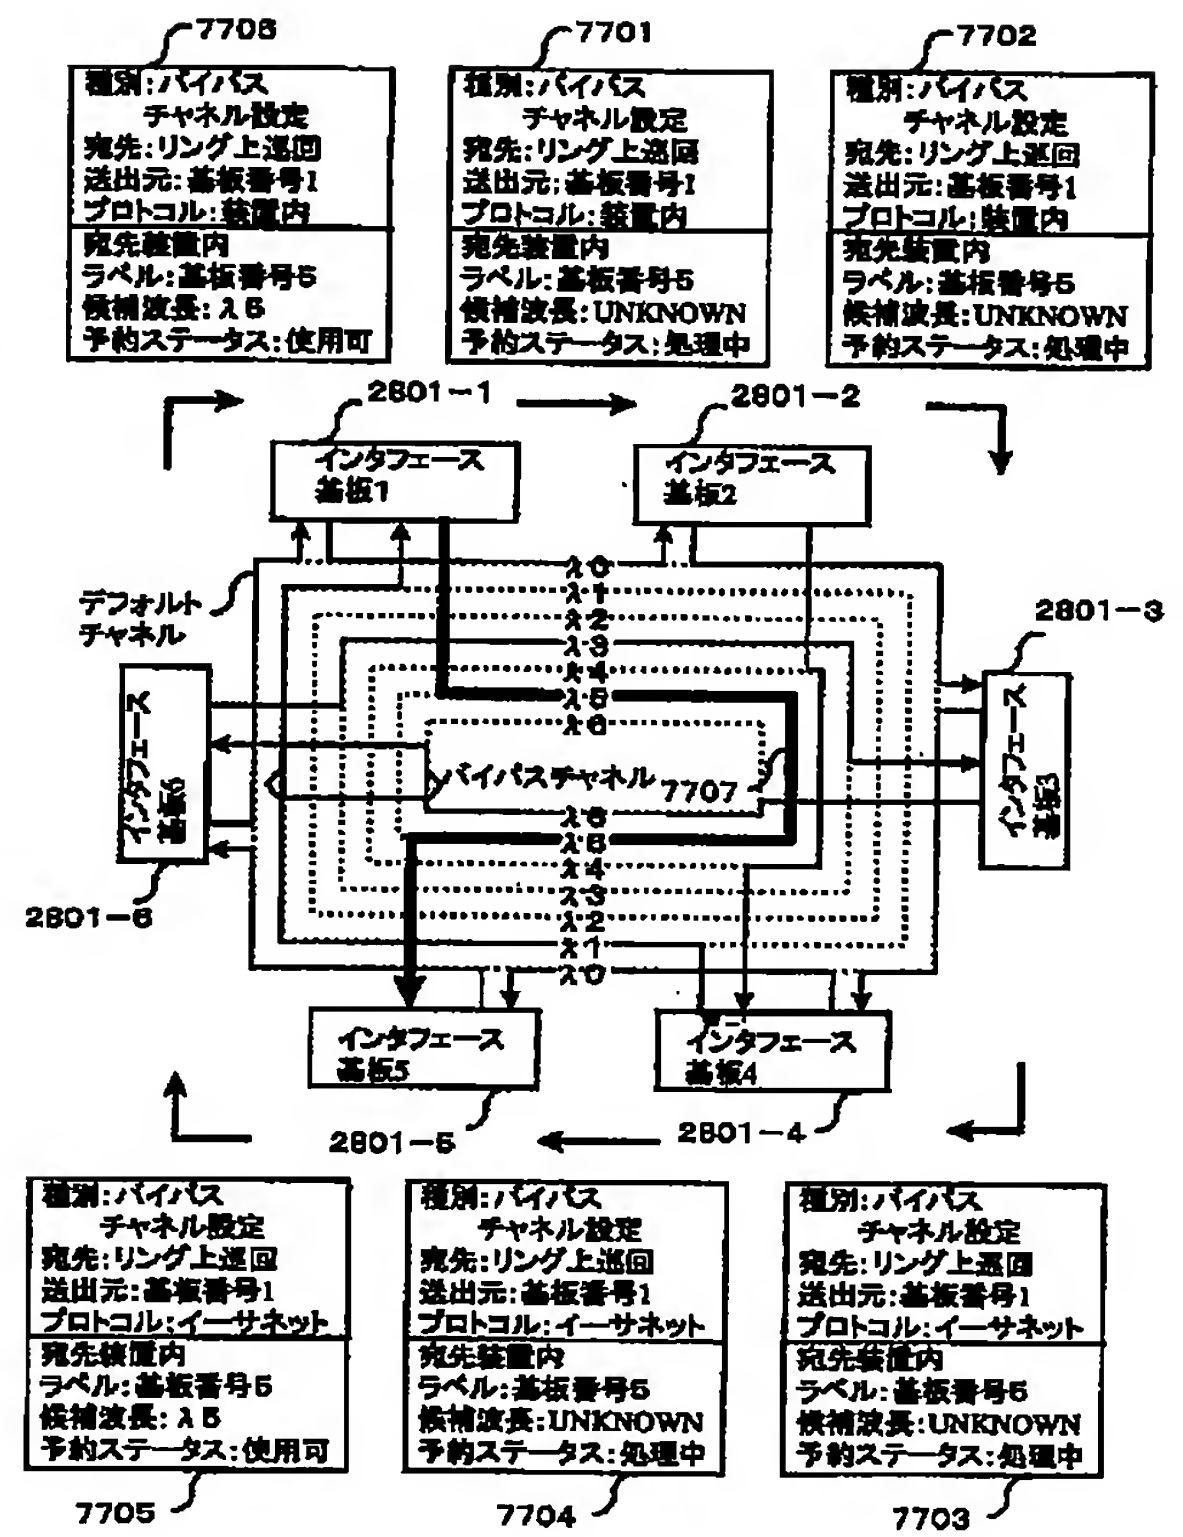 7706
種別:バイパス
チャネル設定
宛先:リング上巡回
送出元:基板番号1
プロトコル:装置内
宛先装置内
ラベル:基板番号5
候補波長:λ5
予約ステータス:使用可
7701
種別:バイパス
チャネル設定
宛先:リング上巡回
送出元:基板番号1
プロトコル:装置内
宛先装置内
ラベル:基板番号5
候補波長:UNKNOWN
予約ステータス:処理中
7702
種別:バイパス
チャネル設定
宛先:リング上巡回
送出元:基板番号1
プロトコル:装置内
宛先装置内
ラベル:基板番号5
候補波長:UNKNOWN
予約ステータス:処理中
2801-1
インタフェース
基板1
2801-2
インタフェース
基板2
デフォルト
チャネル
2801-3
インタフェース
基板3
インタフェース
基板6
2801-6
λ0
λ1
λ2
λ3
λ4
λ5
λ6
バイパスチャネル
7707
λ6
λ5
λ4
λ3
λ2
λ1
λ0
インタフェース
基板5
2801-5
インタフェース
基板4
2801-4
種別:バイパス
チャネル設定
宛先:リング上巡回
送出元:基板番号1
プロトコル:イーサネット
宛先装置内
ラベル:基板番号5
候補波長:λ5
予約ステータス:使用可
7705
種別:バイパス
チャネル設定
宛先:リング上巡回
送出元:基板番号1
プロトコル:イーサネット
宛先装置内
ラベル:基板番号5
候補波長:UNKNOWN
予約ステータス:処理中
7704
種別:バイパス
チャネル設定
宛先:リング上巡回
送出元:基板番号1
プロトコル:イーサネット
宛先装置内
ラベル:基板番号5
候補波長:UNKNOWN
予約ステータス:処理中
7703